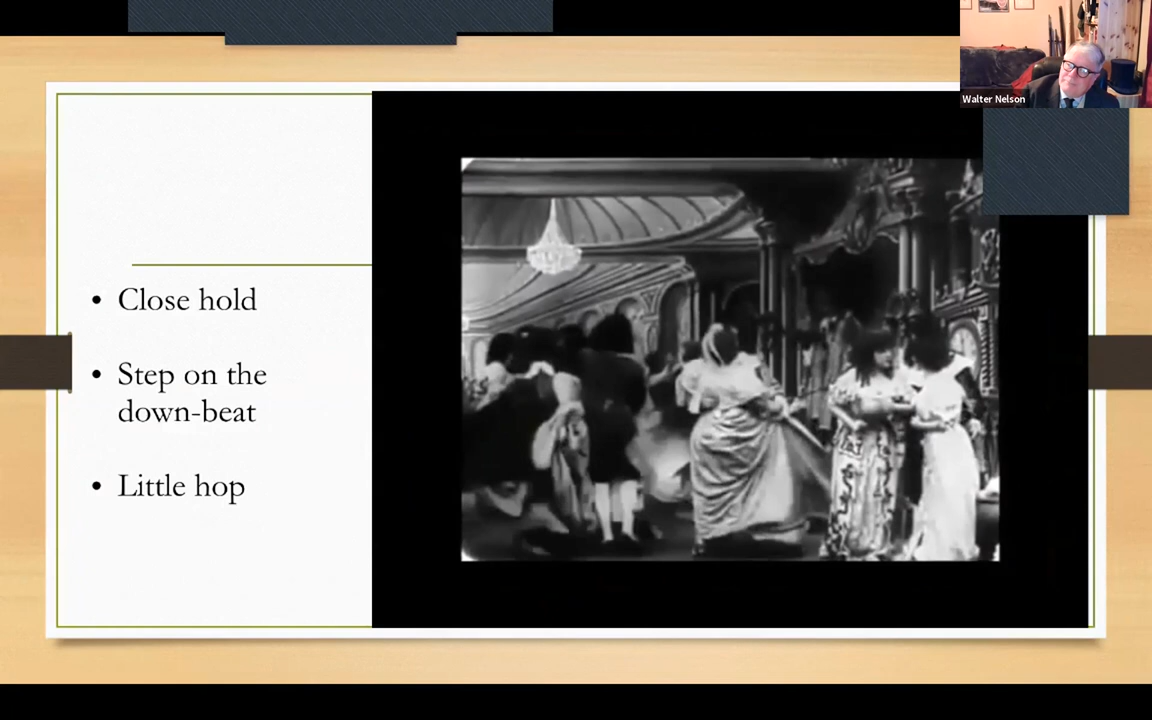 Walter Nelson
• Close hold
• Step on the
down-beat
• Little hop